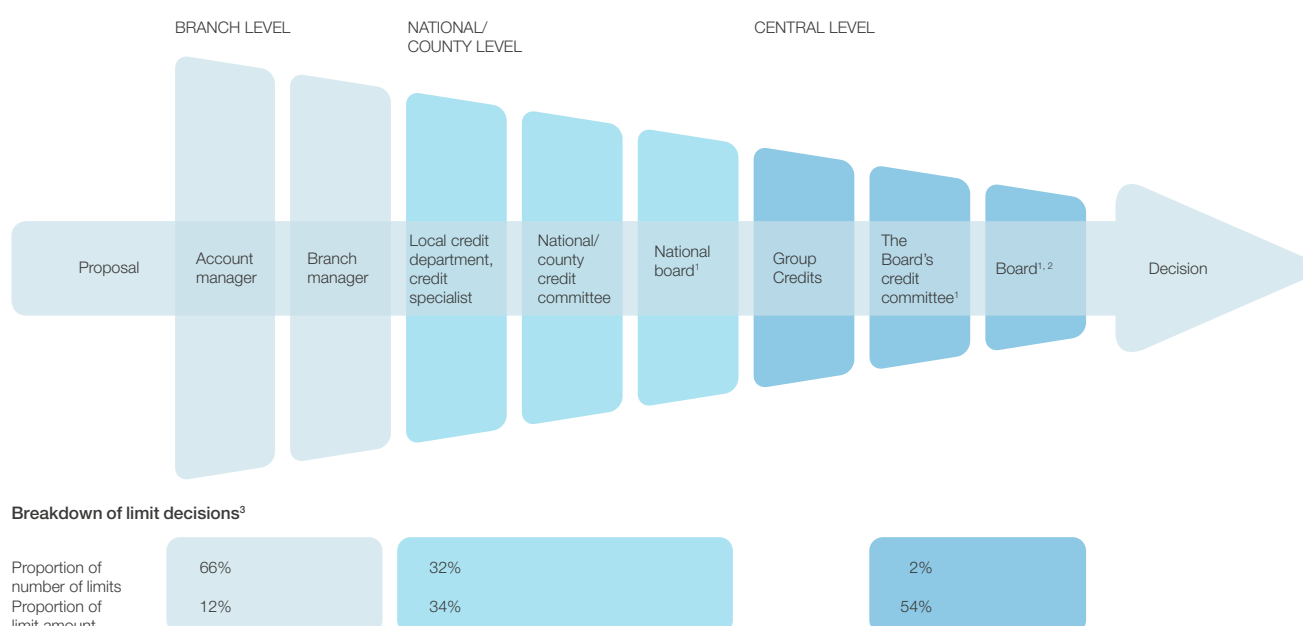 BRANCH LEVEL
NATIONAL/
COUNTY LEVEL
CENTRAL LEVEL
Proposal
Account
manager
Branch
manager
Local credit
department,
credit
specialist
National/
county
credit
committee
National
board¹
Group
Credits
The
Board's
credit
committee¹
Board¹˒ ²
Decision
Breakdown of limit decisions³
Proportion of
number of limits
66%
32%
2%
Proportion of
limit amount
12%
34%
54%